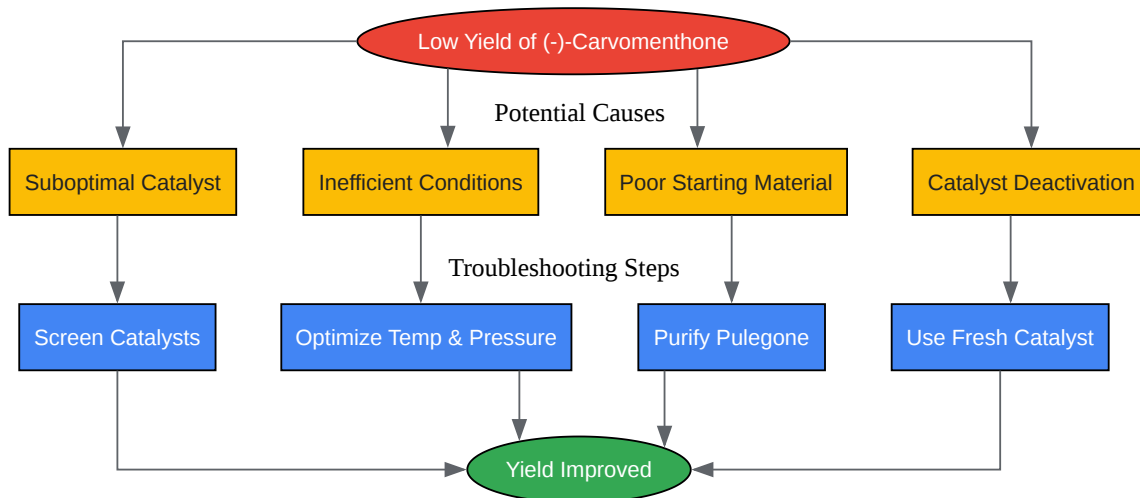 Low Yield of (-)-Carvomenthone
Potential Causes
Suboptimal Catalyst
Inefficient Conditions
Poor Starting Material
Catalyst Deactivation
Troubleshooting Steps
Screen Catalysts
Optimize Temp & Pressure
Purify Pulegone
Use Fresh Catalyst
Yield Improved